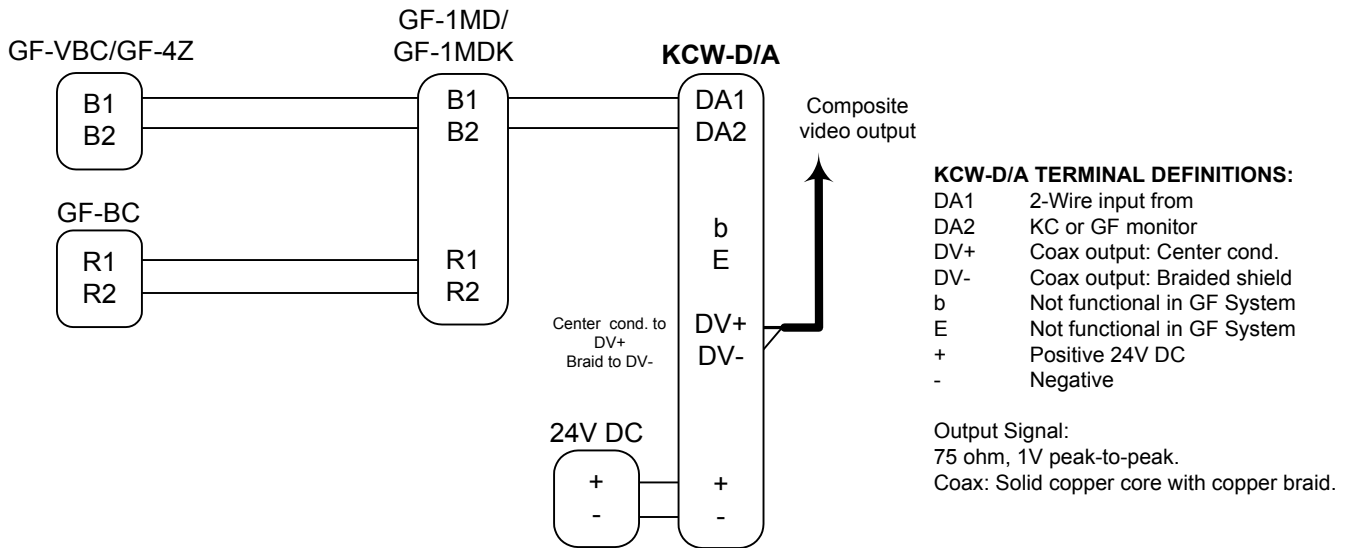 GF-VBC/GF-4Z
B1
B2
GF-BC
R1
R2
GF-1MD/
GF-1MDK
B1
B2
R1
R2
KCW-D/A
DA1
DA2
b
E
DV+
DV-
+
-
Center cond. to
DV+
Braid to DV-
24V DC
+
-
Composite
video output
KCW-D/A TERMINAL DEFINITIONS:
DA1 2-Wire input from
DA2 KC or GF monitor
DV+ Coax output: Center cond.
DV- Coax output: Braided shield
b Not functional in GF System
E Not functional in GF System
+ Positive 24V DC
- Negative
Output Signal:
75 ohm, 1V peak-to-peak.
Coax: Solid copper core with copper braid.